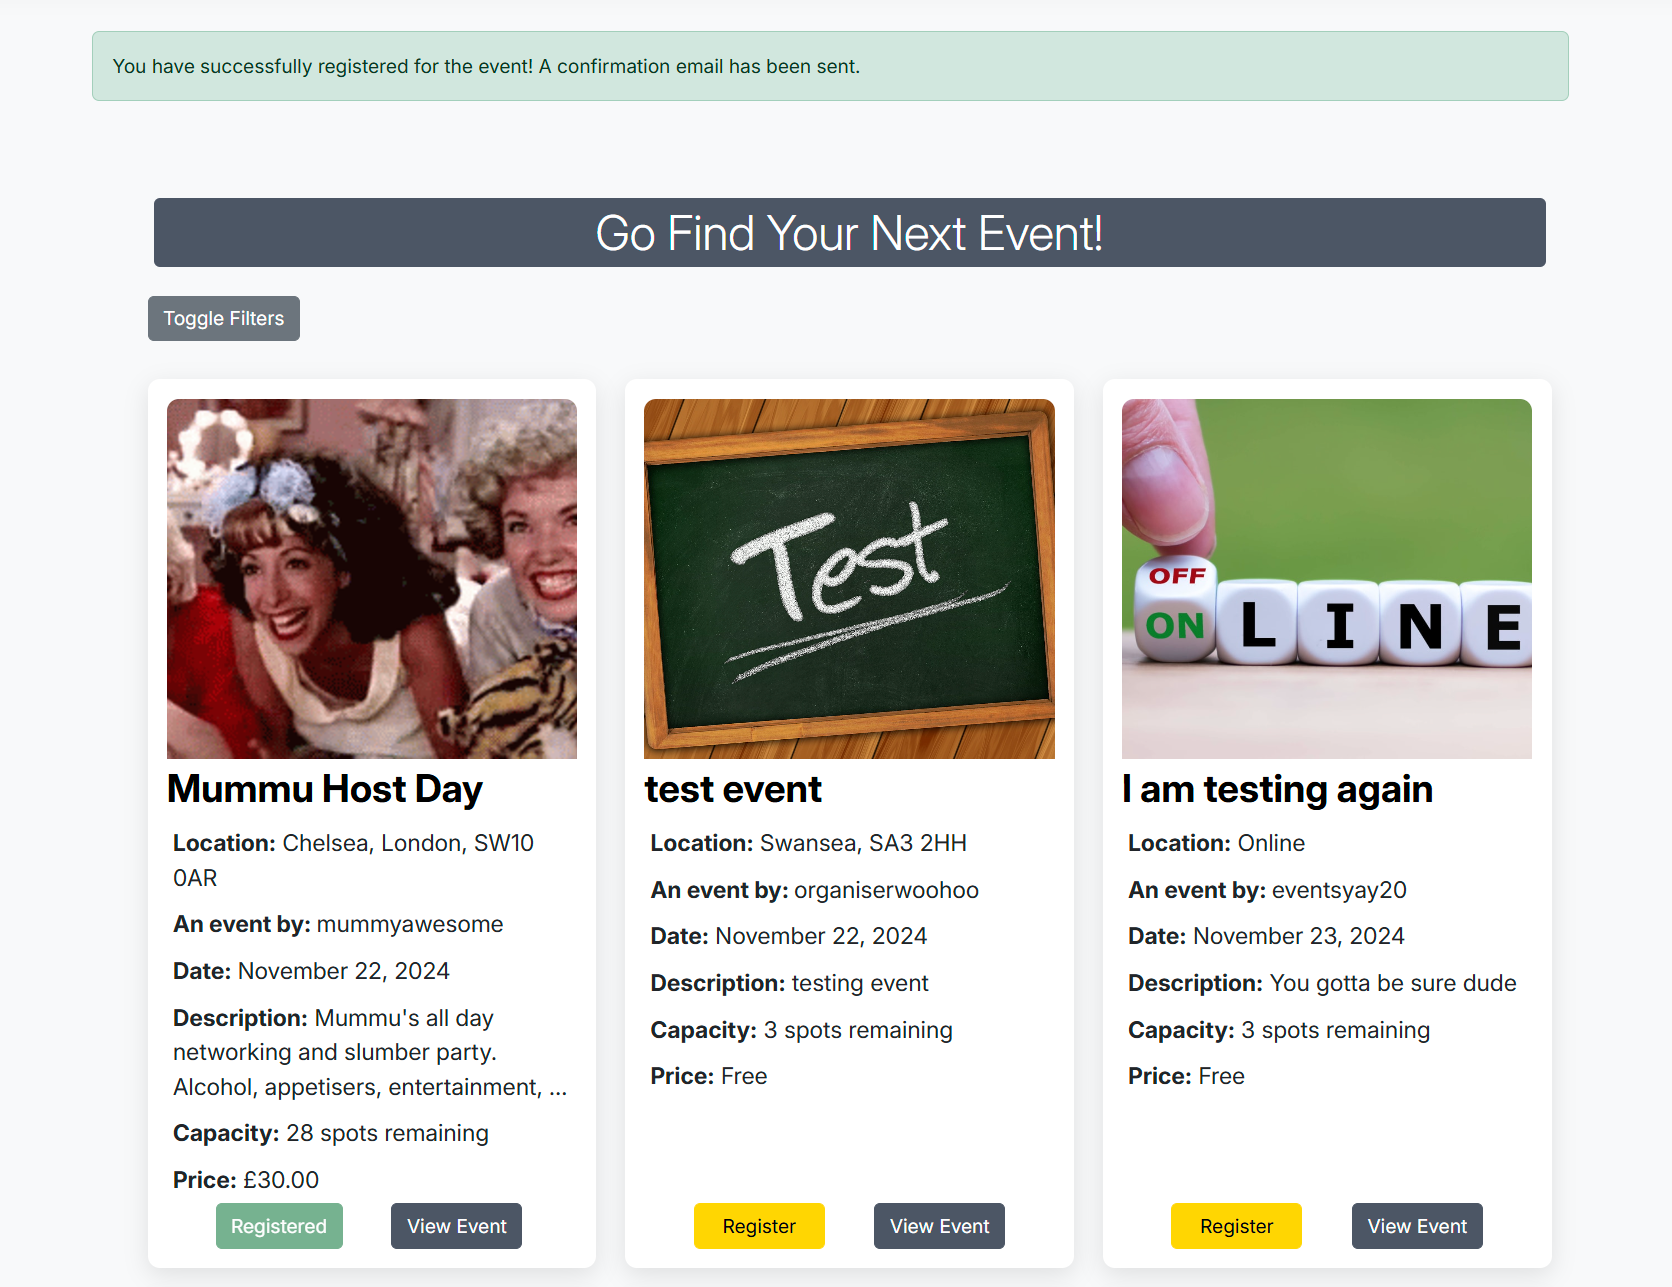 You have successfully registered for the event! A confirmation email has been sent.
Go Find Your Next Event!
Toggle Filters
Test
OFF
ON L I N E
Mummu Host Day
Location: Chelsea, London, SW10
0AR
An event by: mummyawesome
Date: November 22, 2024
Description: Mummu's all day
networking and slumber party.
Alcohol, appetisers, entertainment, ...
Capacity: 28 spots remaining
Price: £30.00
Registered
View Event
test event
Location: Swansea, SA3 2HH
An event by: organiserwoohoo
Date: November 22, 2024
Description: testing event
Capacity: 3 spots remaining
Price: Free
Register
View Event
I am testing again
Location: Online
An event by: eventsyay20
Date: November 23, 2024
Description: You gotta be sure dude
Capacity: 3 spots remaining
Price: Free
Register
View Event